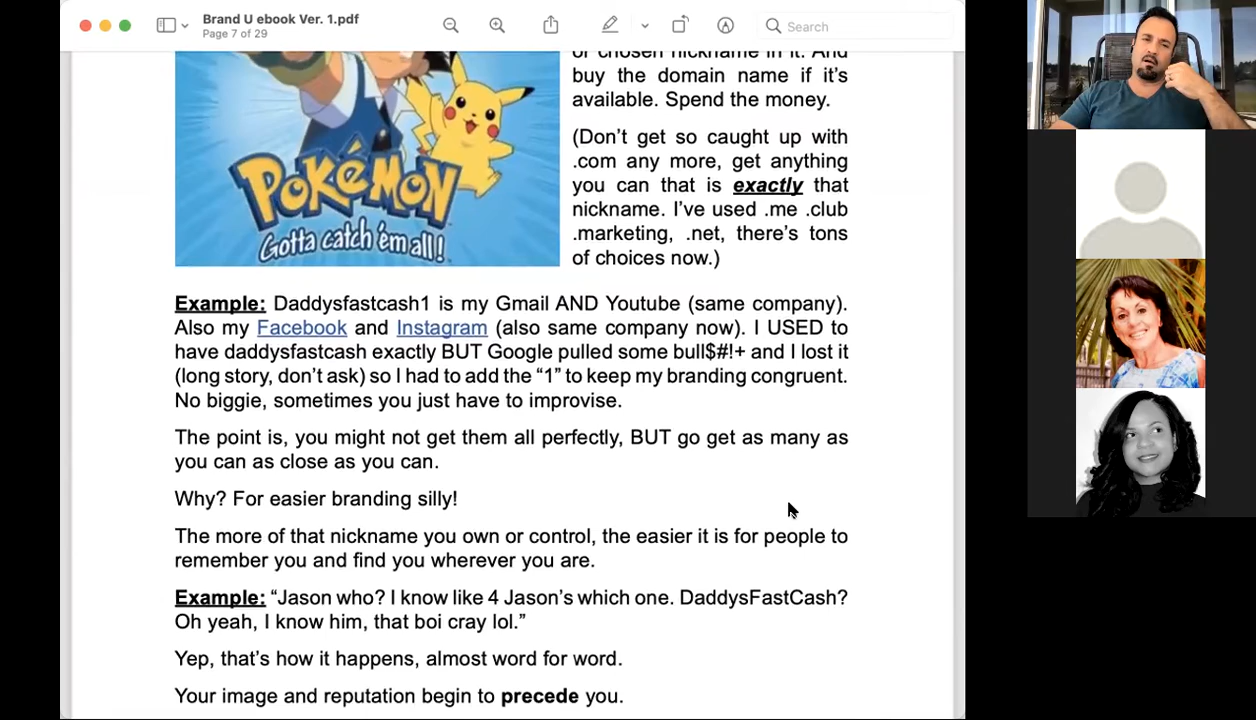 Brand U ebook Ver. 1.pdf
Page 7 of 29
Search
or chosen nickname in it. And
buy the domain name if it's
available. Spend the money.
(Don't get so caught up with
.com any more, get anything
you can that is exactly that
nickname. I've used .me .club
.marketing, .net, there's tons
of choices now.)
POKéMON
Gotta catch 'em all!
Example: Daddysfastcash1 is my Gmail AND Youtube (same company).
Also my Facebook and Instagram (also same company now). I USED to
have daddysfastcash exactly BUT Google pulled some bull$#!+ and I lost it
(long story, don't ask) so I had to add the “1” to keep my branding congruent.
No biggie, sometimes you just have to improvise.
The point is, you might not get them all perfectly, BUT go get as many as
you can as close as you can.
Why? For easier branding silly!
The more of that nickname you own or control, the easier it is for people to
remember you and find you wherever you are.
Example: “Jason who? I know like 4 Jason's which one. DaddysFastCash?
Oh yeah, I know him, that boi cray lol.”
Yep, that's how it happens, almost word for word.
Your image and reputation begin to precede you.